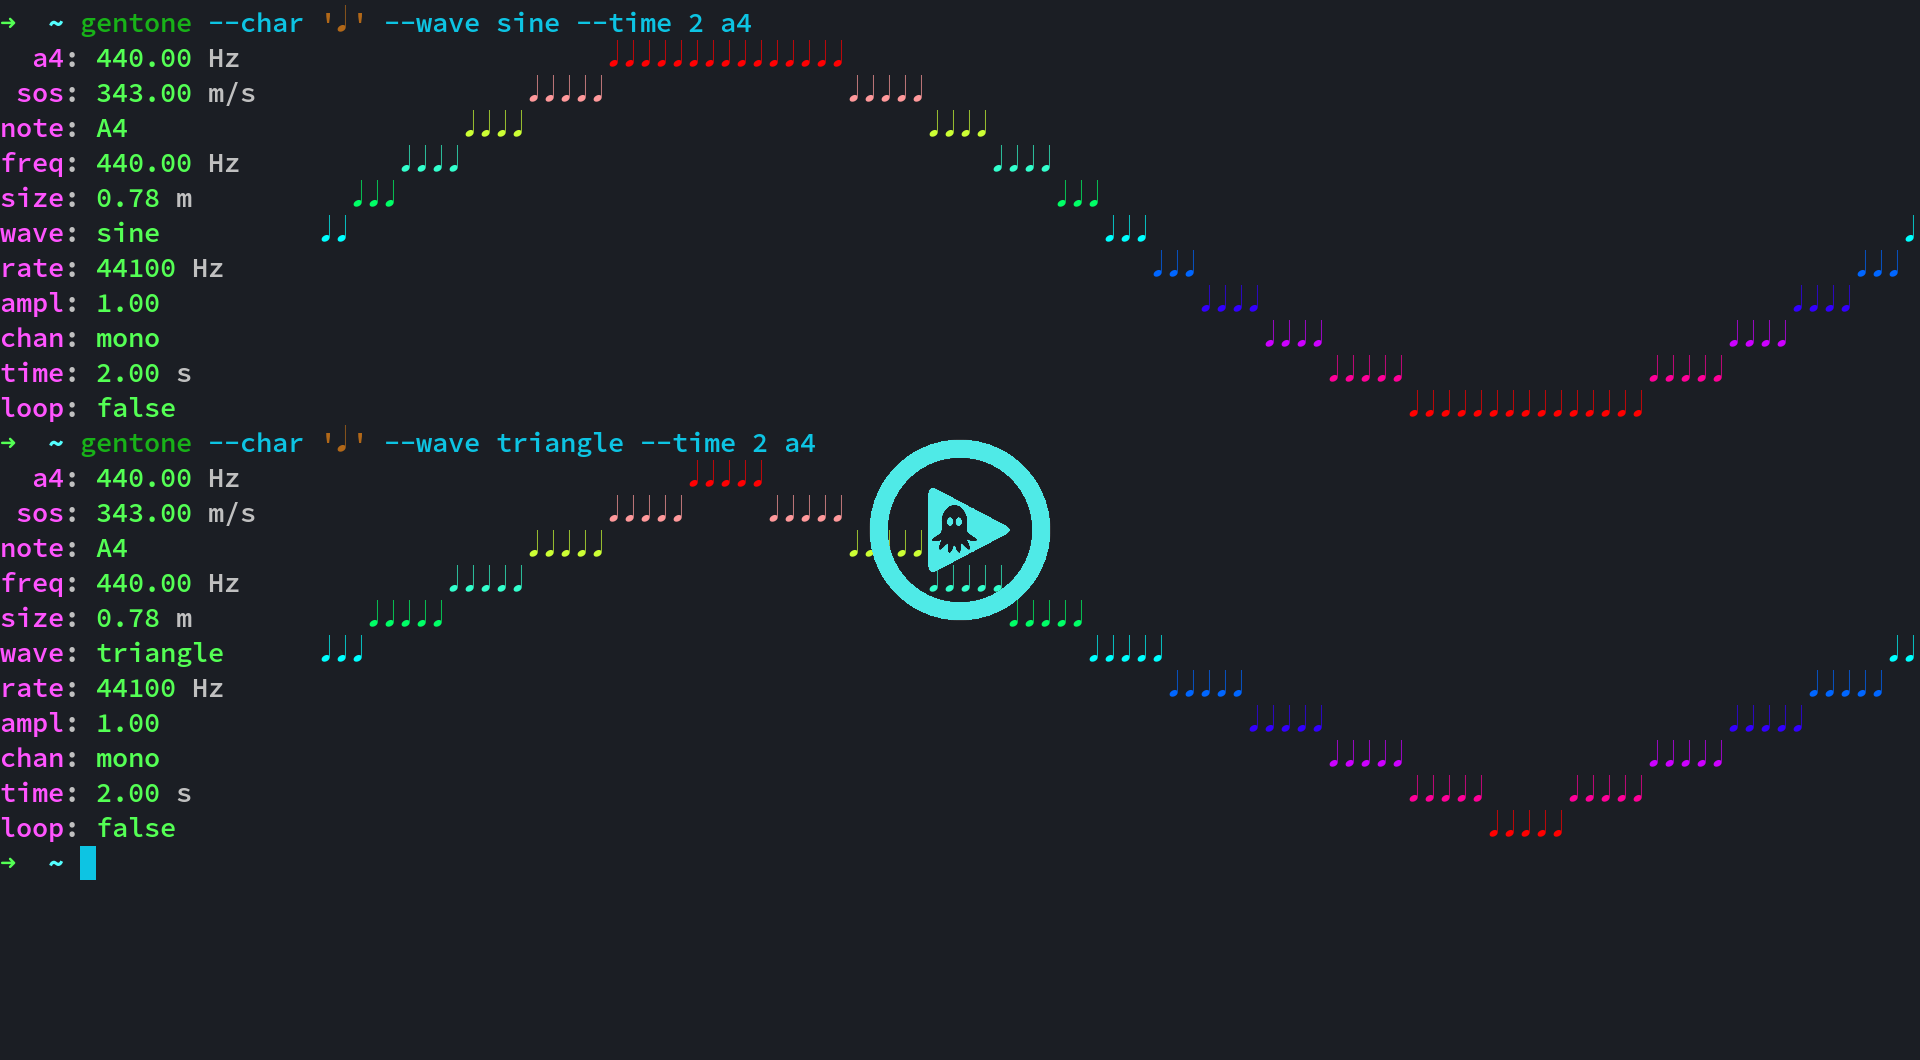 →  ~ gentone --char '♩' --wave sine --time 2 a4
a4: 440.00 Hz
sos: 343.00 m/s
note: A4
freq: 440.00 Hz
size: 0.78 m
wave: sine
rate: 44100 Hz
ampl: 1.00
chan: mono
time: 2.00 s
loop: false
→  ~ gentone --char '♩' --wave triangle --time 2 a4
a4: 440.00 Hz
sos: 343.00 m/s
note: A4
freq: 440.00 Hz
size: 0.78 m
wave: triangle
rate: 44100 Hz
ampl: 1.00
chan: mono
time: 2.00 s
loop: false
→  ~